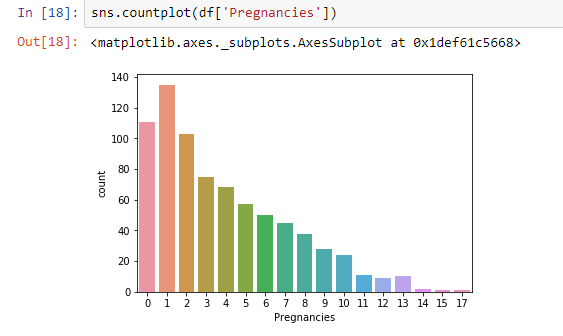 In [18]: sns.countplot(df['Pregnancies'])
Out[18]: <matplotlib.axes._subplots.AxesSubplot at 0x1def61c5668>
140
120
100
80
60
40
20
0
count
0 1 2 3 4 5 6 7 8 9 10 11 12 13 14 15 17
Pregnancies